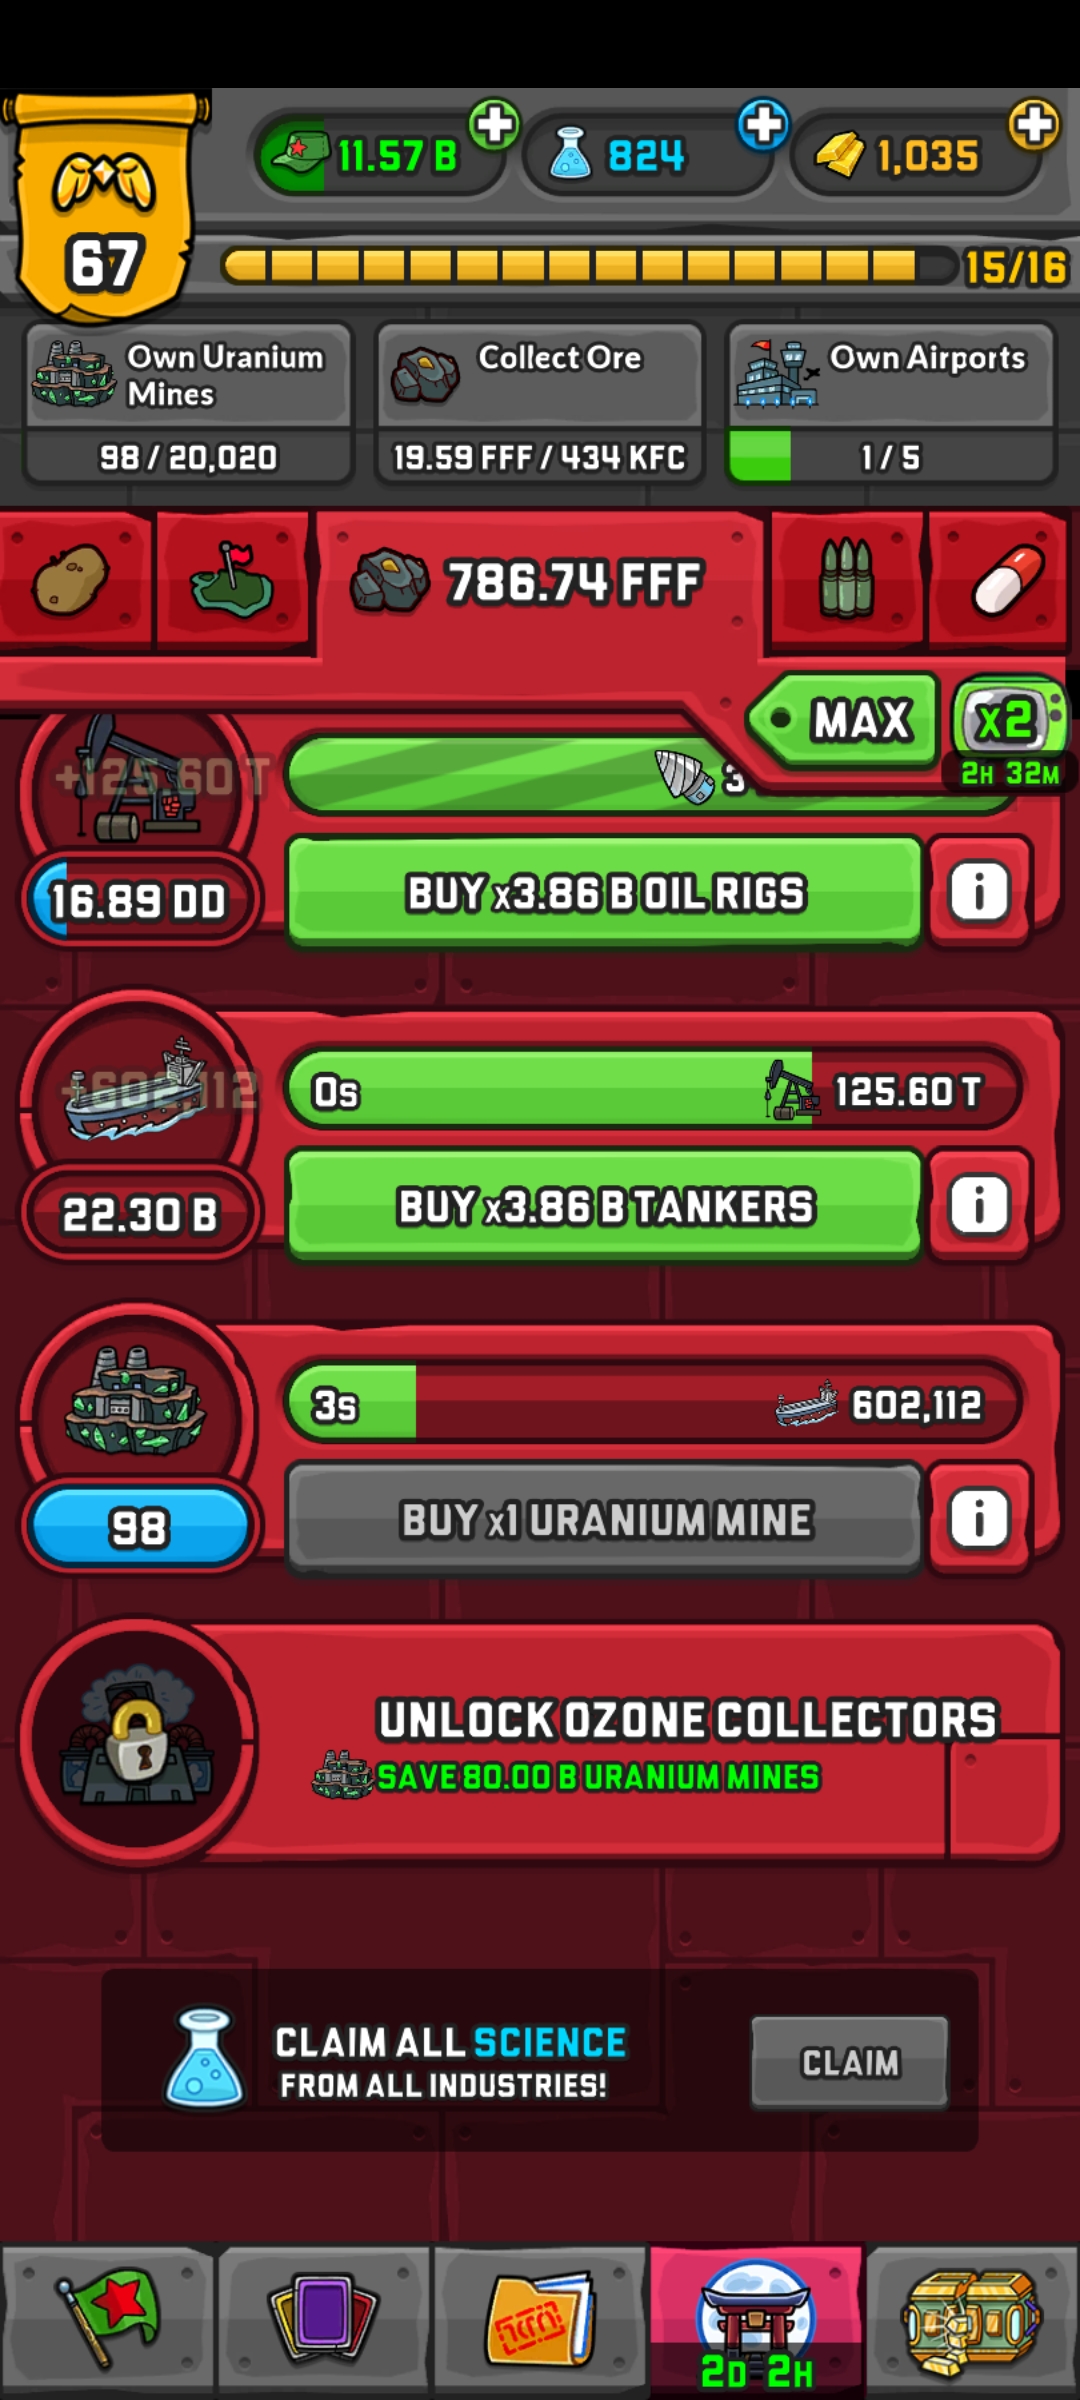 11.57 B
824
1,035
67
15/16
Own Uranium
Mines
98 / 20,020
Collect Ore
19.59 FFF / 434 KFC
Own Airports
1 / 5
786.74 FFF
MAX
x2
2H 32M
+125.60 T
3
16.89 DD
BUY x3.86 B OIL RIGS
i
+602,112
0s
125.60 T
22.30 B
BUY x3.86 B TANKERS
i
3s
602,112
98
BUY x1 URANIUM MINE
i
UNLOCK OZONE COLLECTORS
SAVE 80.00 B URANIUM MINES
CLAIM ALL SCIENCE
FROM ALL INDUSTRIES!
CLAIM
2D 2H